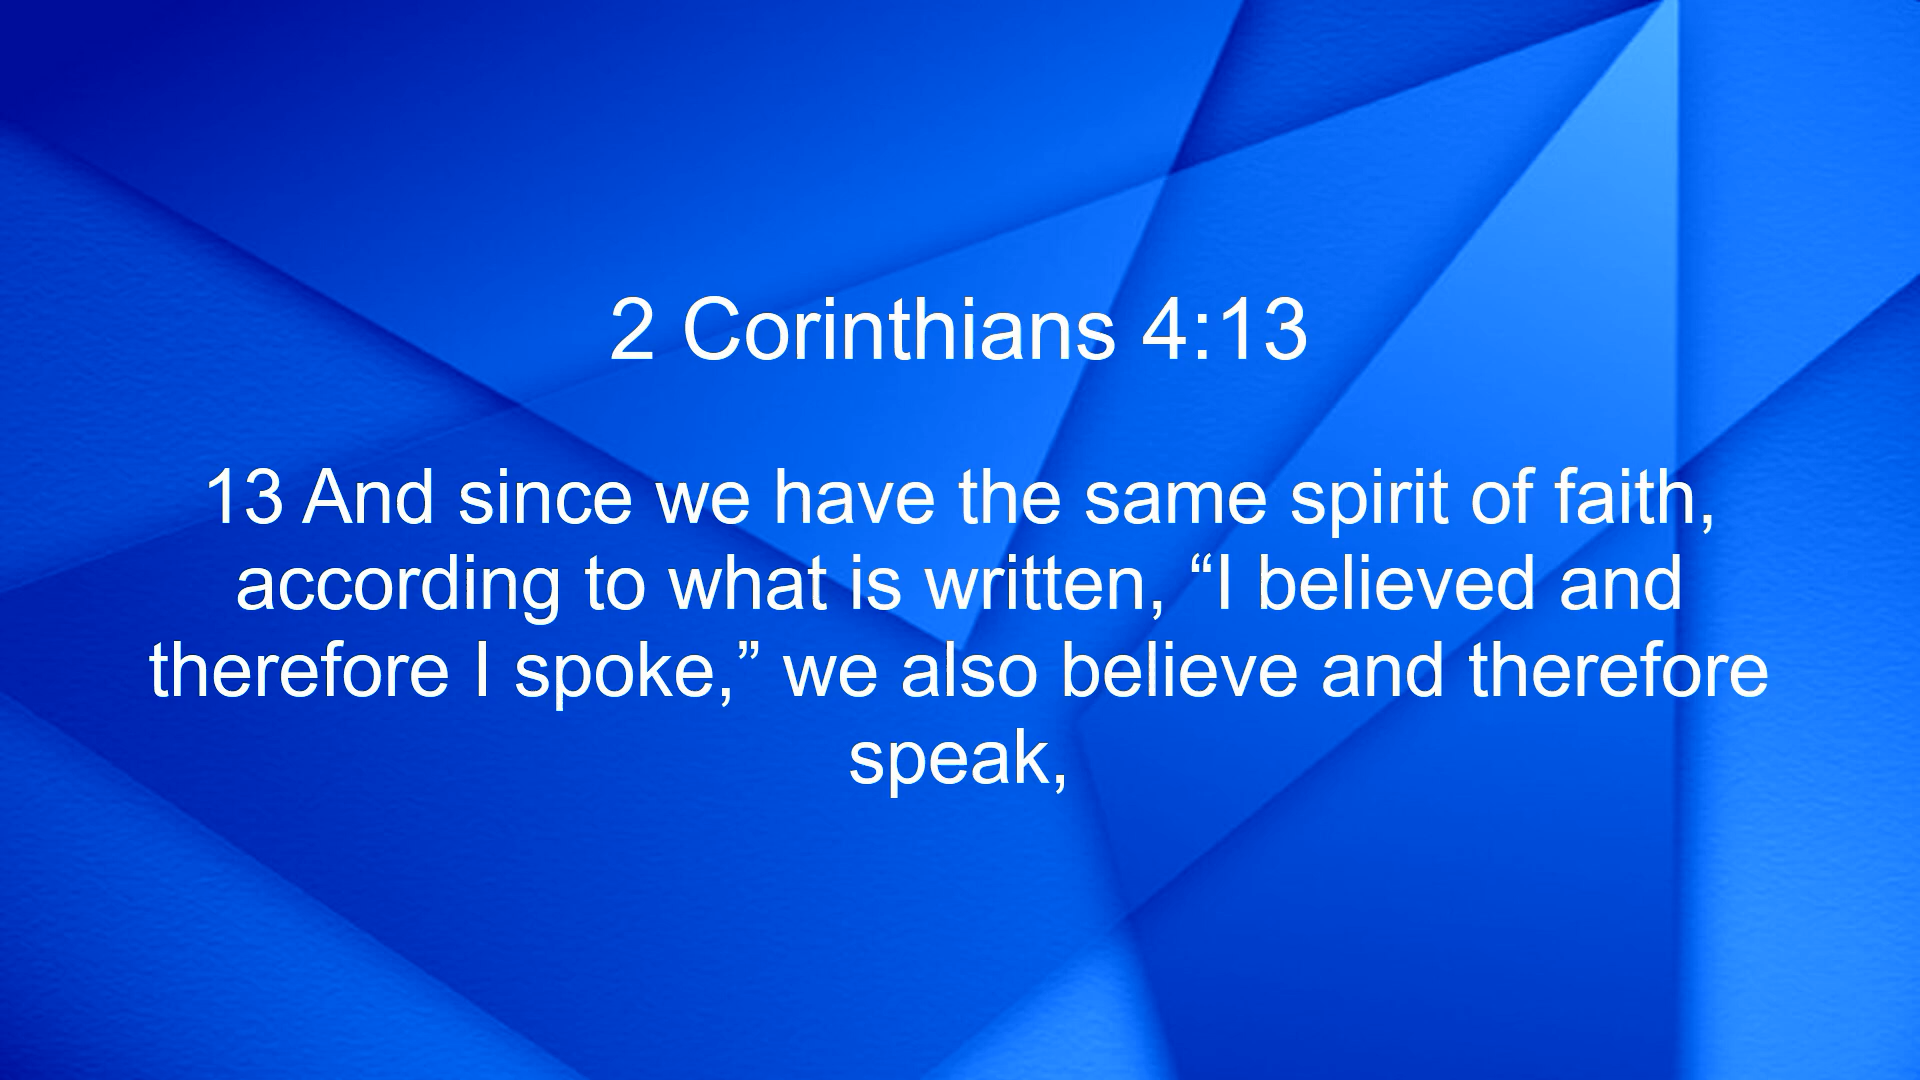 2 Corinthians 4:13
13 And since we have the same spirit of faith,
according to what is written, “I believed and
therefore I spoke,” we also believe and therefore
speak,